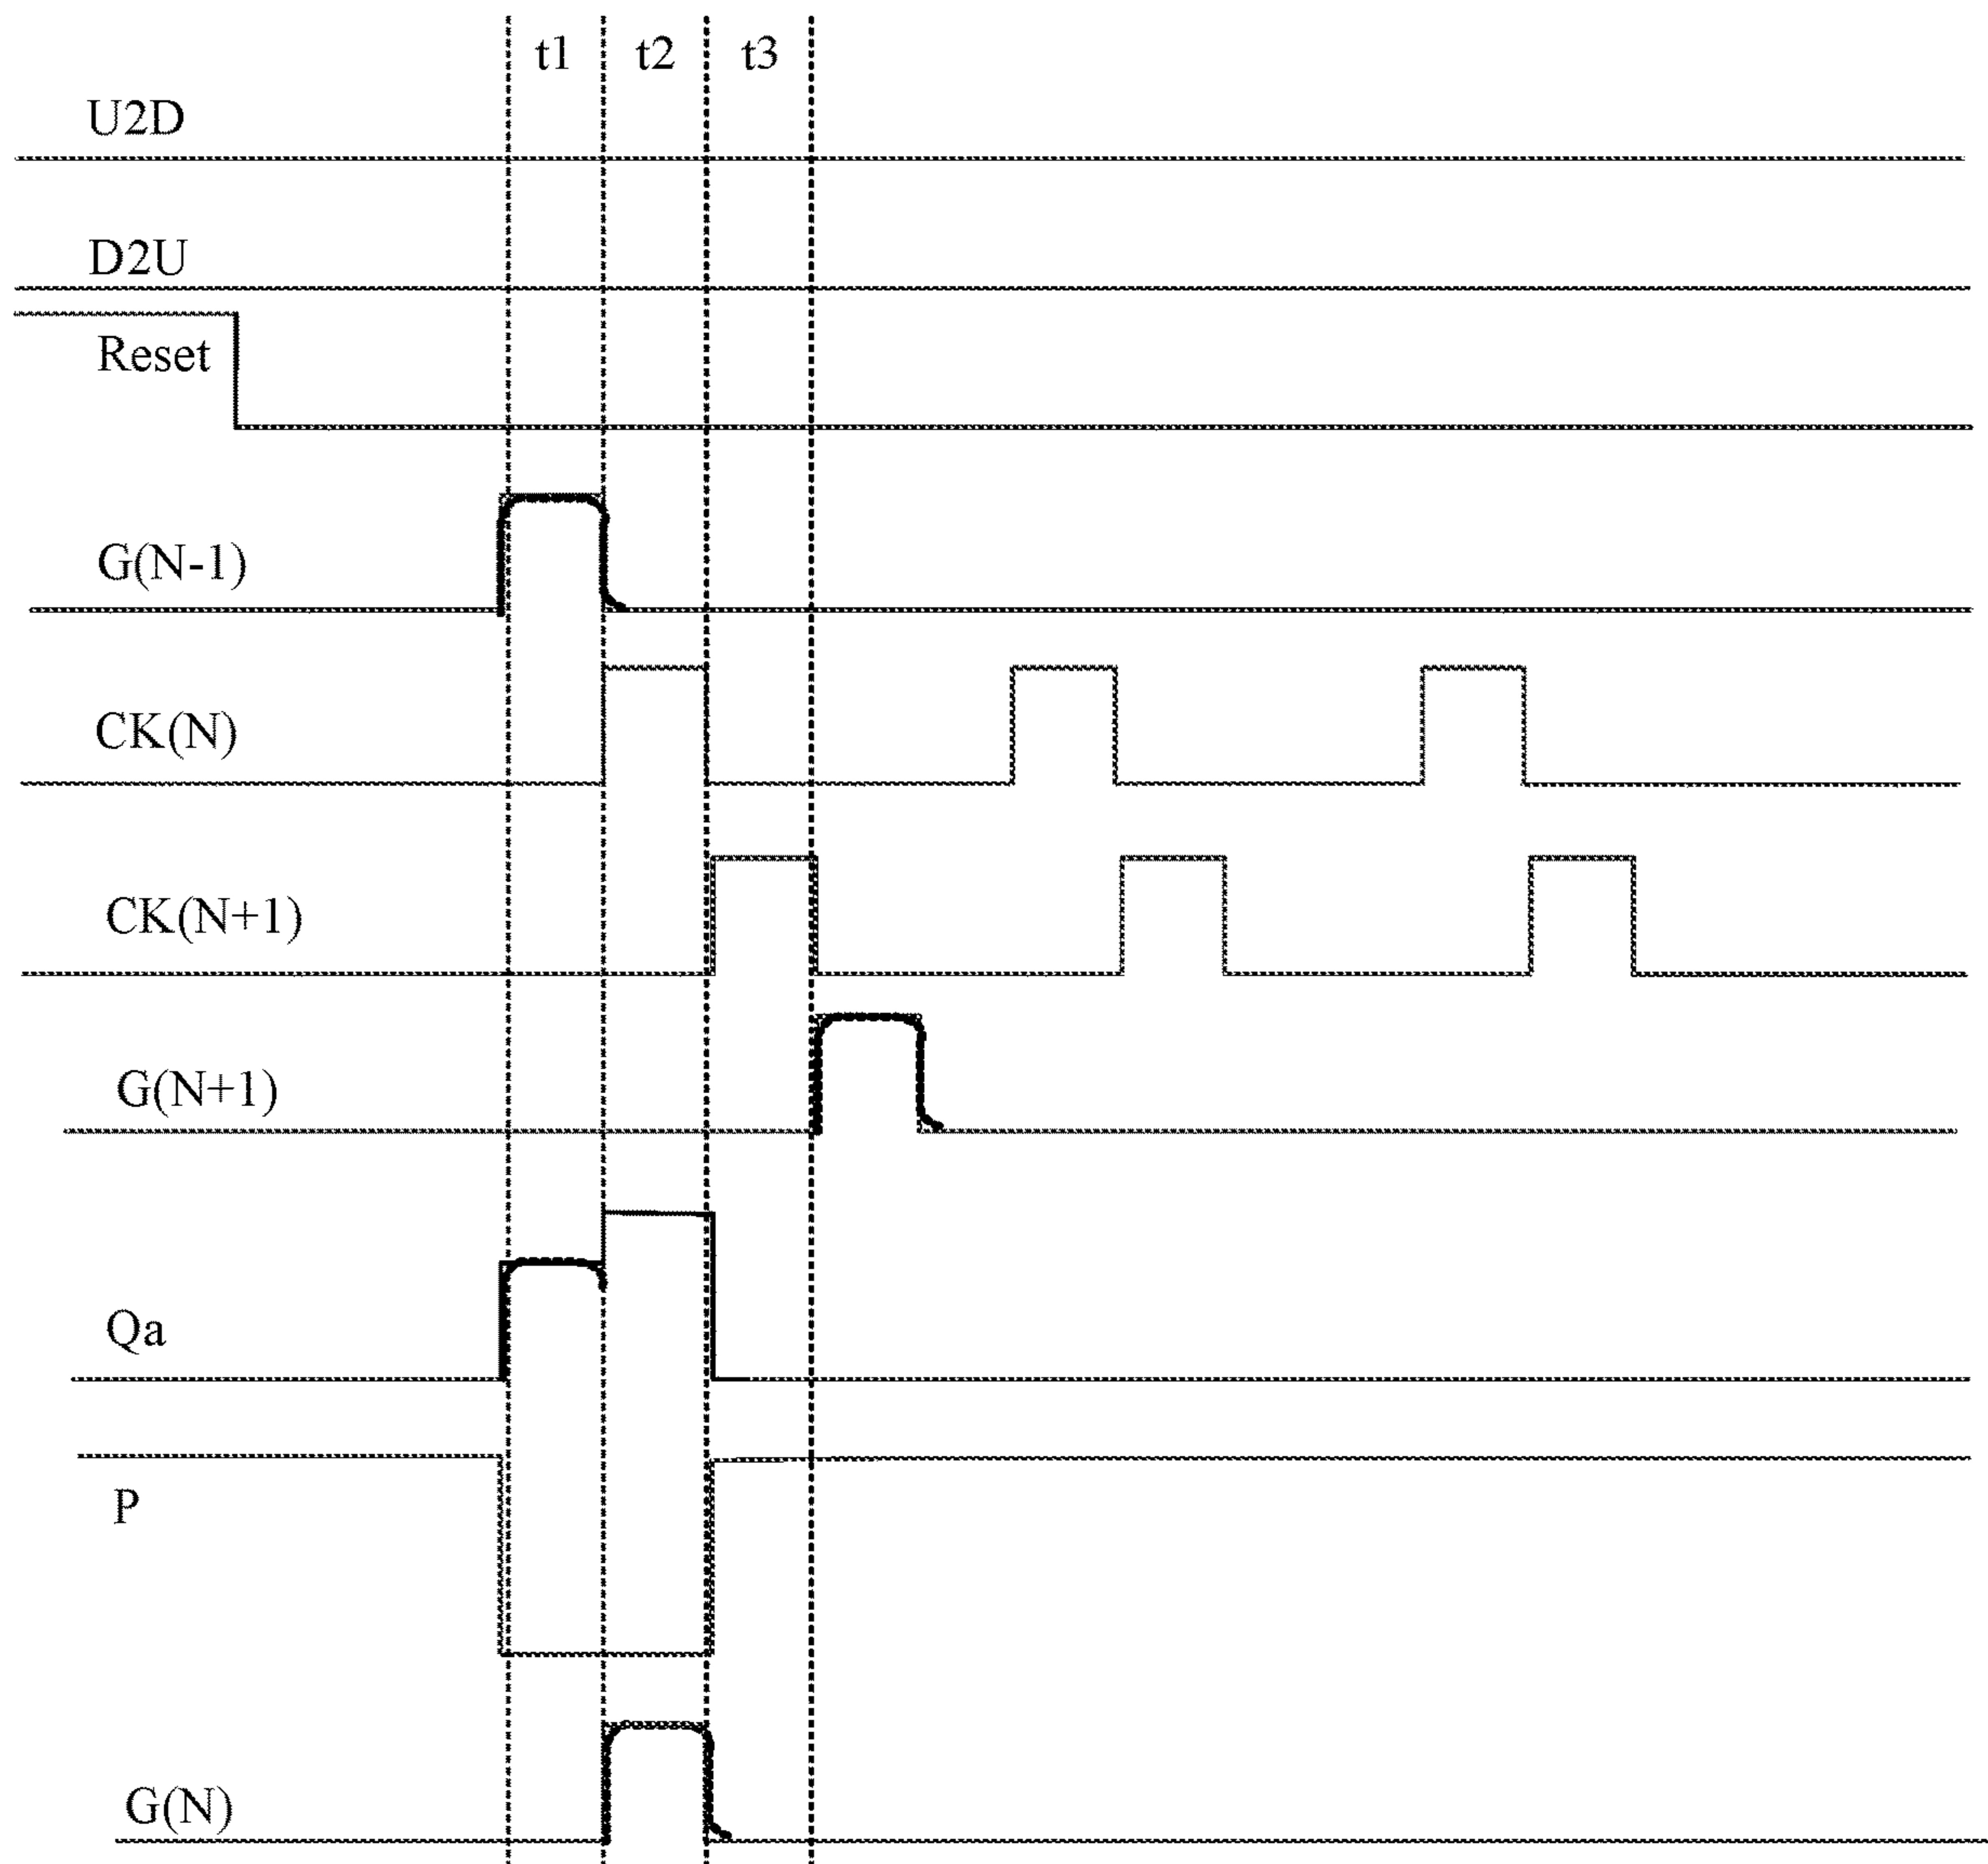 t1 t2 t3
U2D
D2U
Reset
G(N-1)
CK(N)
CK(N+1)
G(N+1)
Qa
P
G(N)